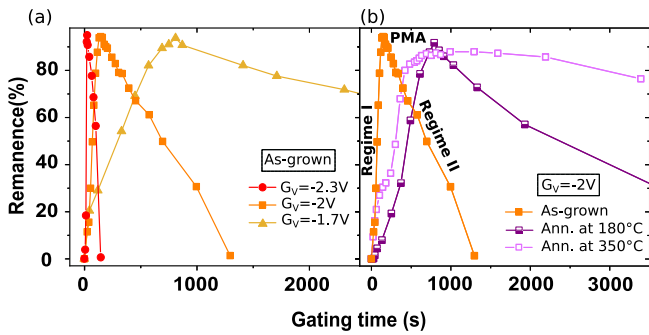 (a)
(b)
PMA
Remanence(%)
80
60
40
20
0
Regime I
Regime II
As-grown
Gᵥ=-2.3V
Gᵥ=-2V
Gᵥ=-1.7V
Gᵥ=-2V
As-grown
Ann. at 180°C
Ann. at 350°C
0 1000 2000
0 1000 2000 3000
Gating time (s)